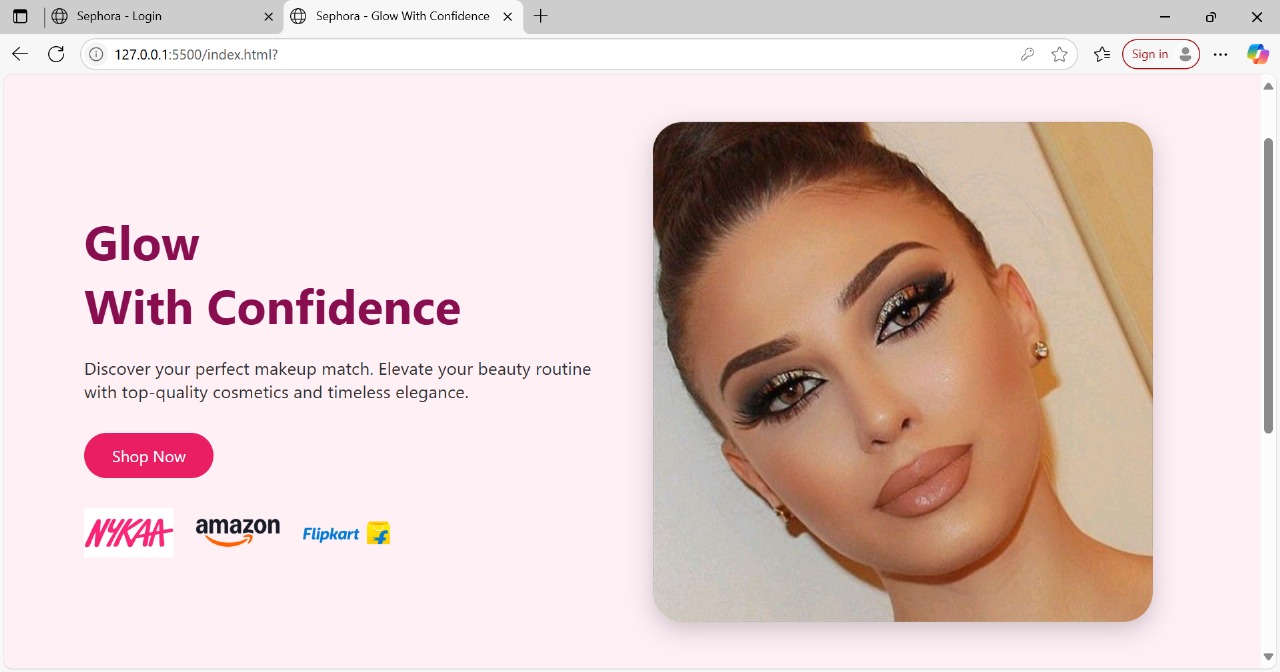 Sephora - Login
Sephora - Glow With Confidence
127.0.0.1:5500/index.html?
Sign in
Glow
With Confidence
Discover your perfect makeup match. Elevate your beauty routine
with top-quality cosmetics and timeless elegance.
Shop Now
NYKAA
amazon
Flipkart